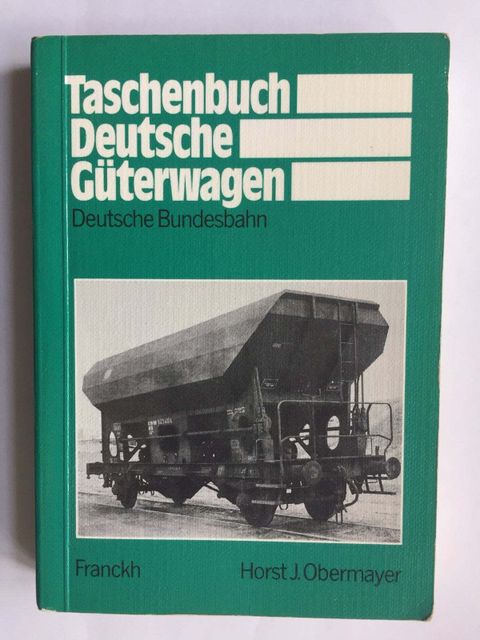 Taschenbuch
Deutsche
Güterwagen
Deutsche Bundesbahn
Franckh
Horst J. Obermayer